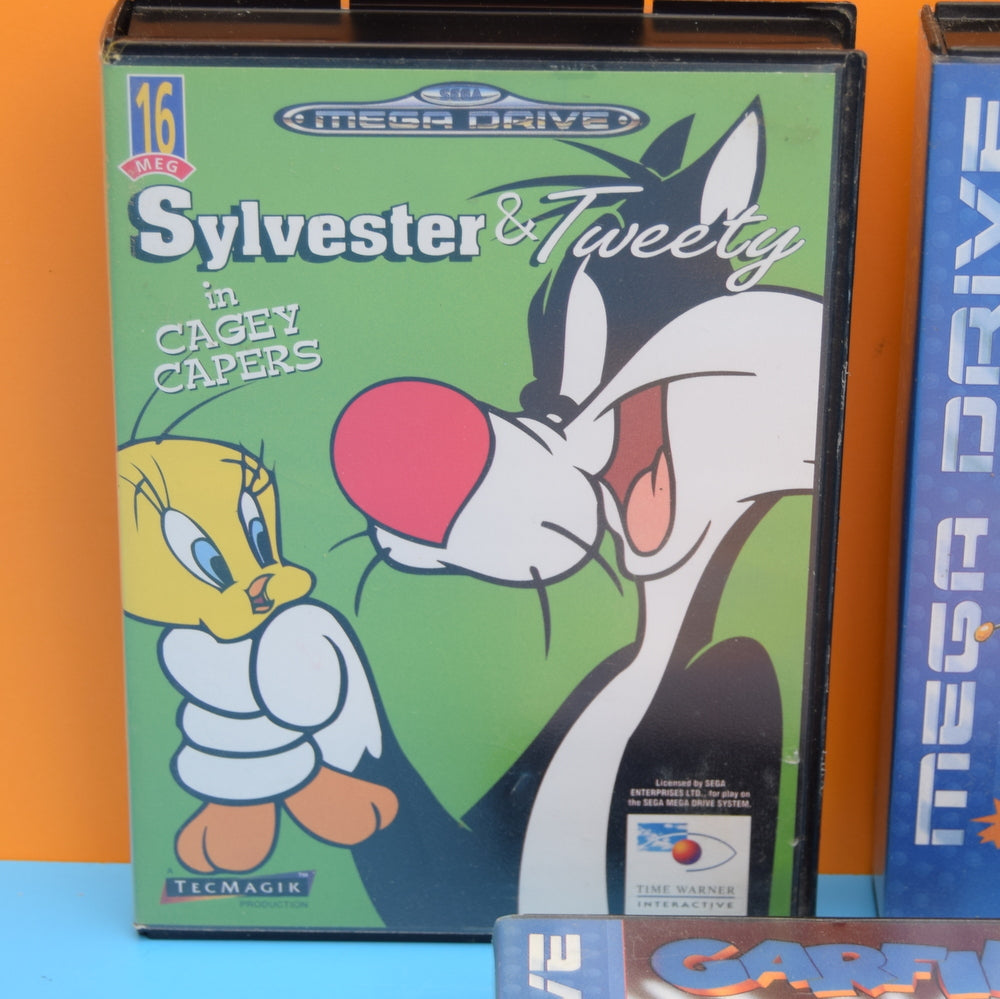 16
MEG
SEGA
MEGA DRIVE
Sylvester & Tweety
in
CAGEY
CAPERS
Licensed by SEGA
ENTERPRISES LTD., for play on
the SEGA MEGA DRIVE SYSTEM.
TIME WARNER
INTERACTIVE
A
TECMAGIK™
PRODUCTION
MEGA DRIVE